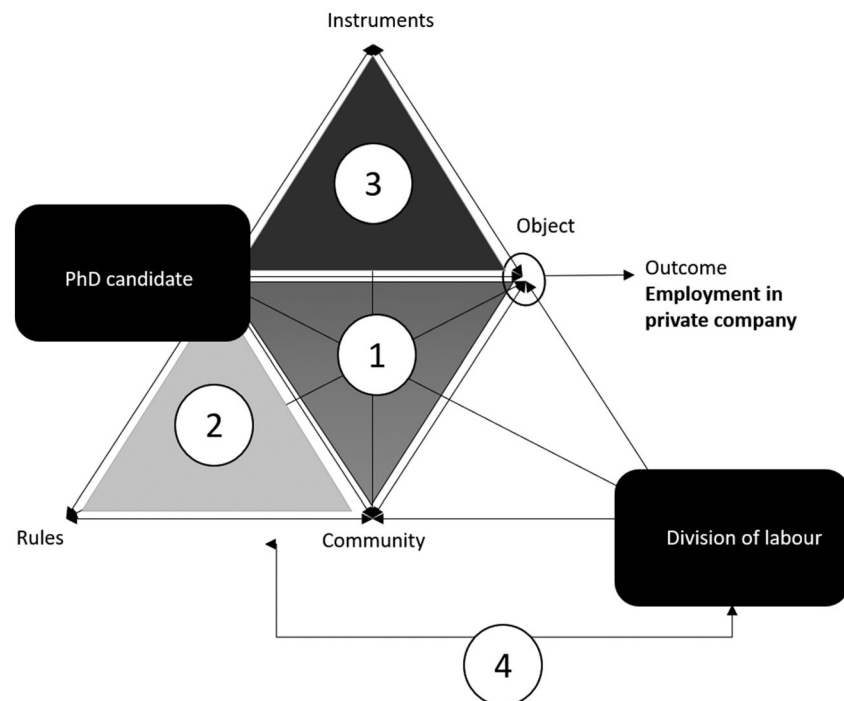 Instruments
3
Object
PhD candidate
Outcome
Employment in
private company
1
2
Rules
Community
Division of labour
4